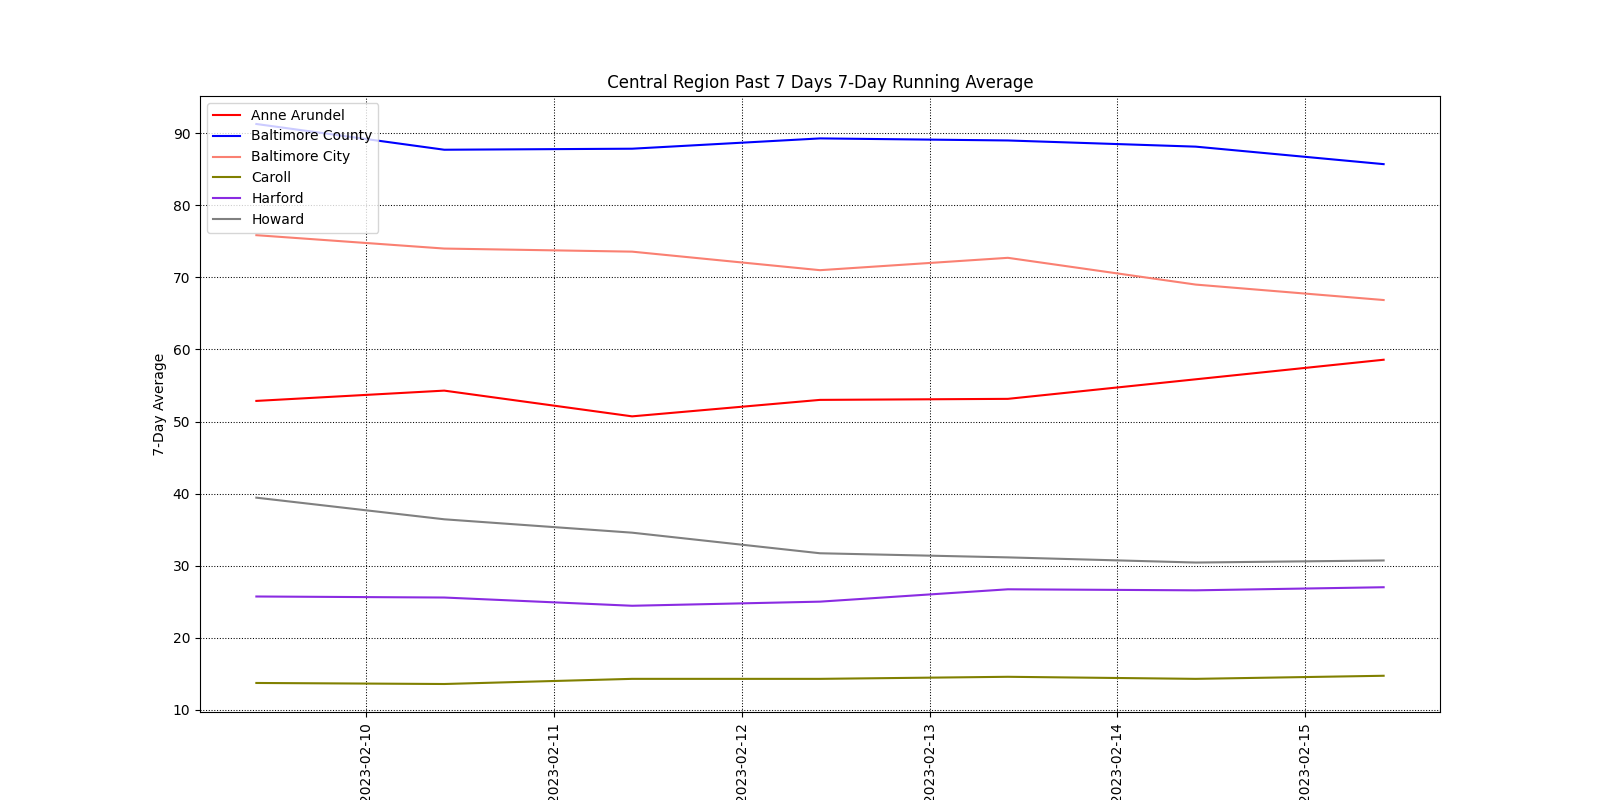 Central Region Past 7 Days 7-Day Running Average
Anne Arundel
Baltimore County
Baltimore City
Caroll
Harford
Howard
7-Day Average
90
80
70
60
50
40
30
20
10
2023-02-10
2023-02-11
2023-02-12
2023-02-13
2023-02-14
2023-02-15